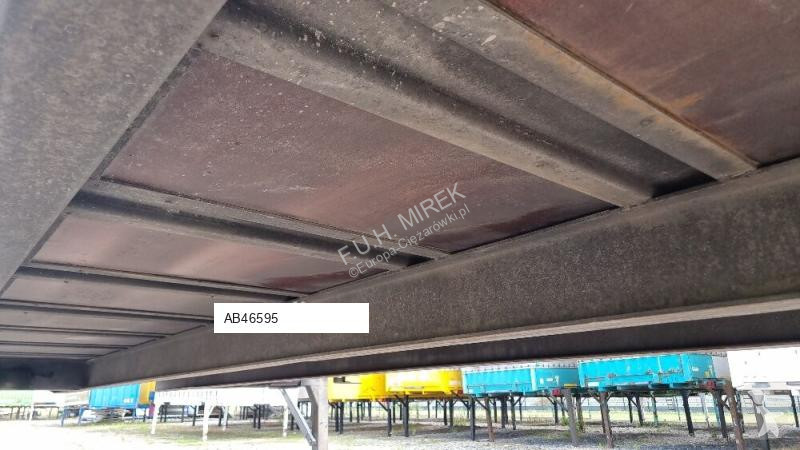 F.U.H. MIREK
©Europa-Ciężarówki.pl
AB46595